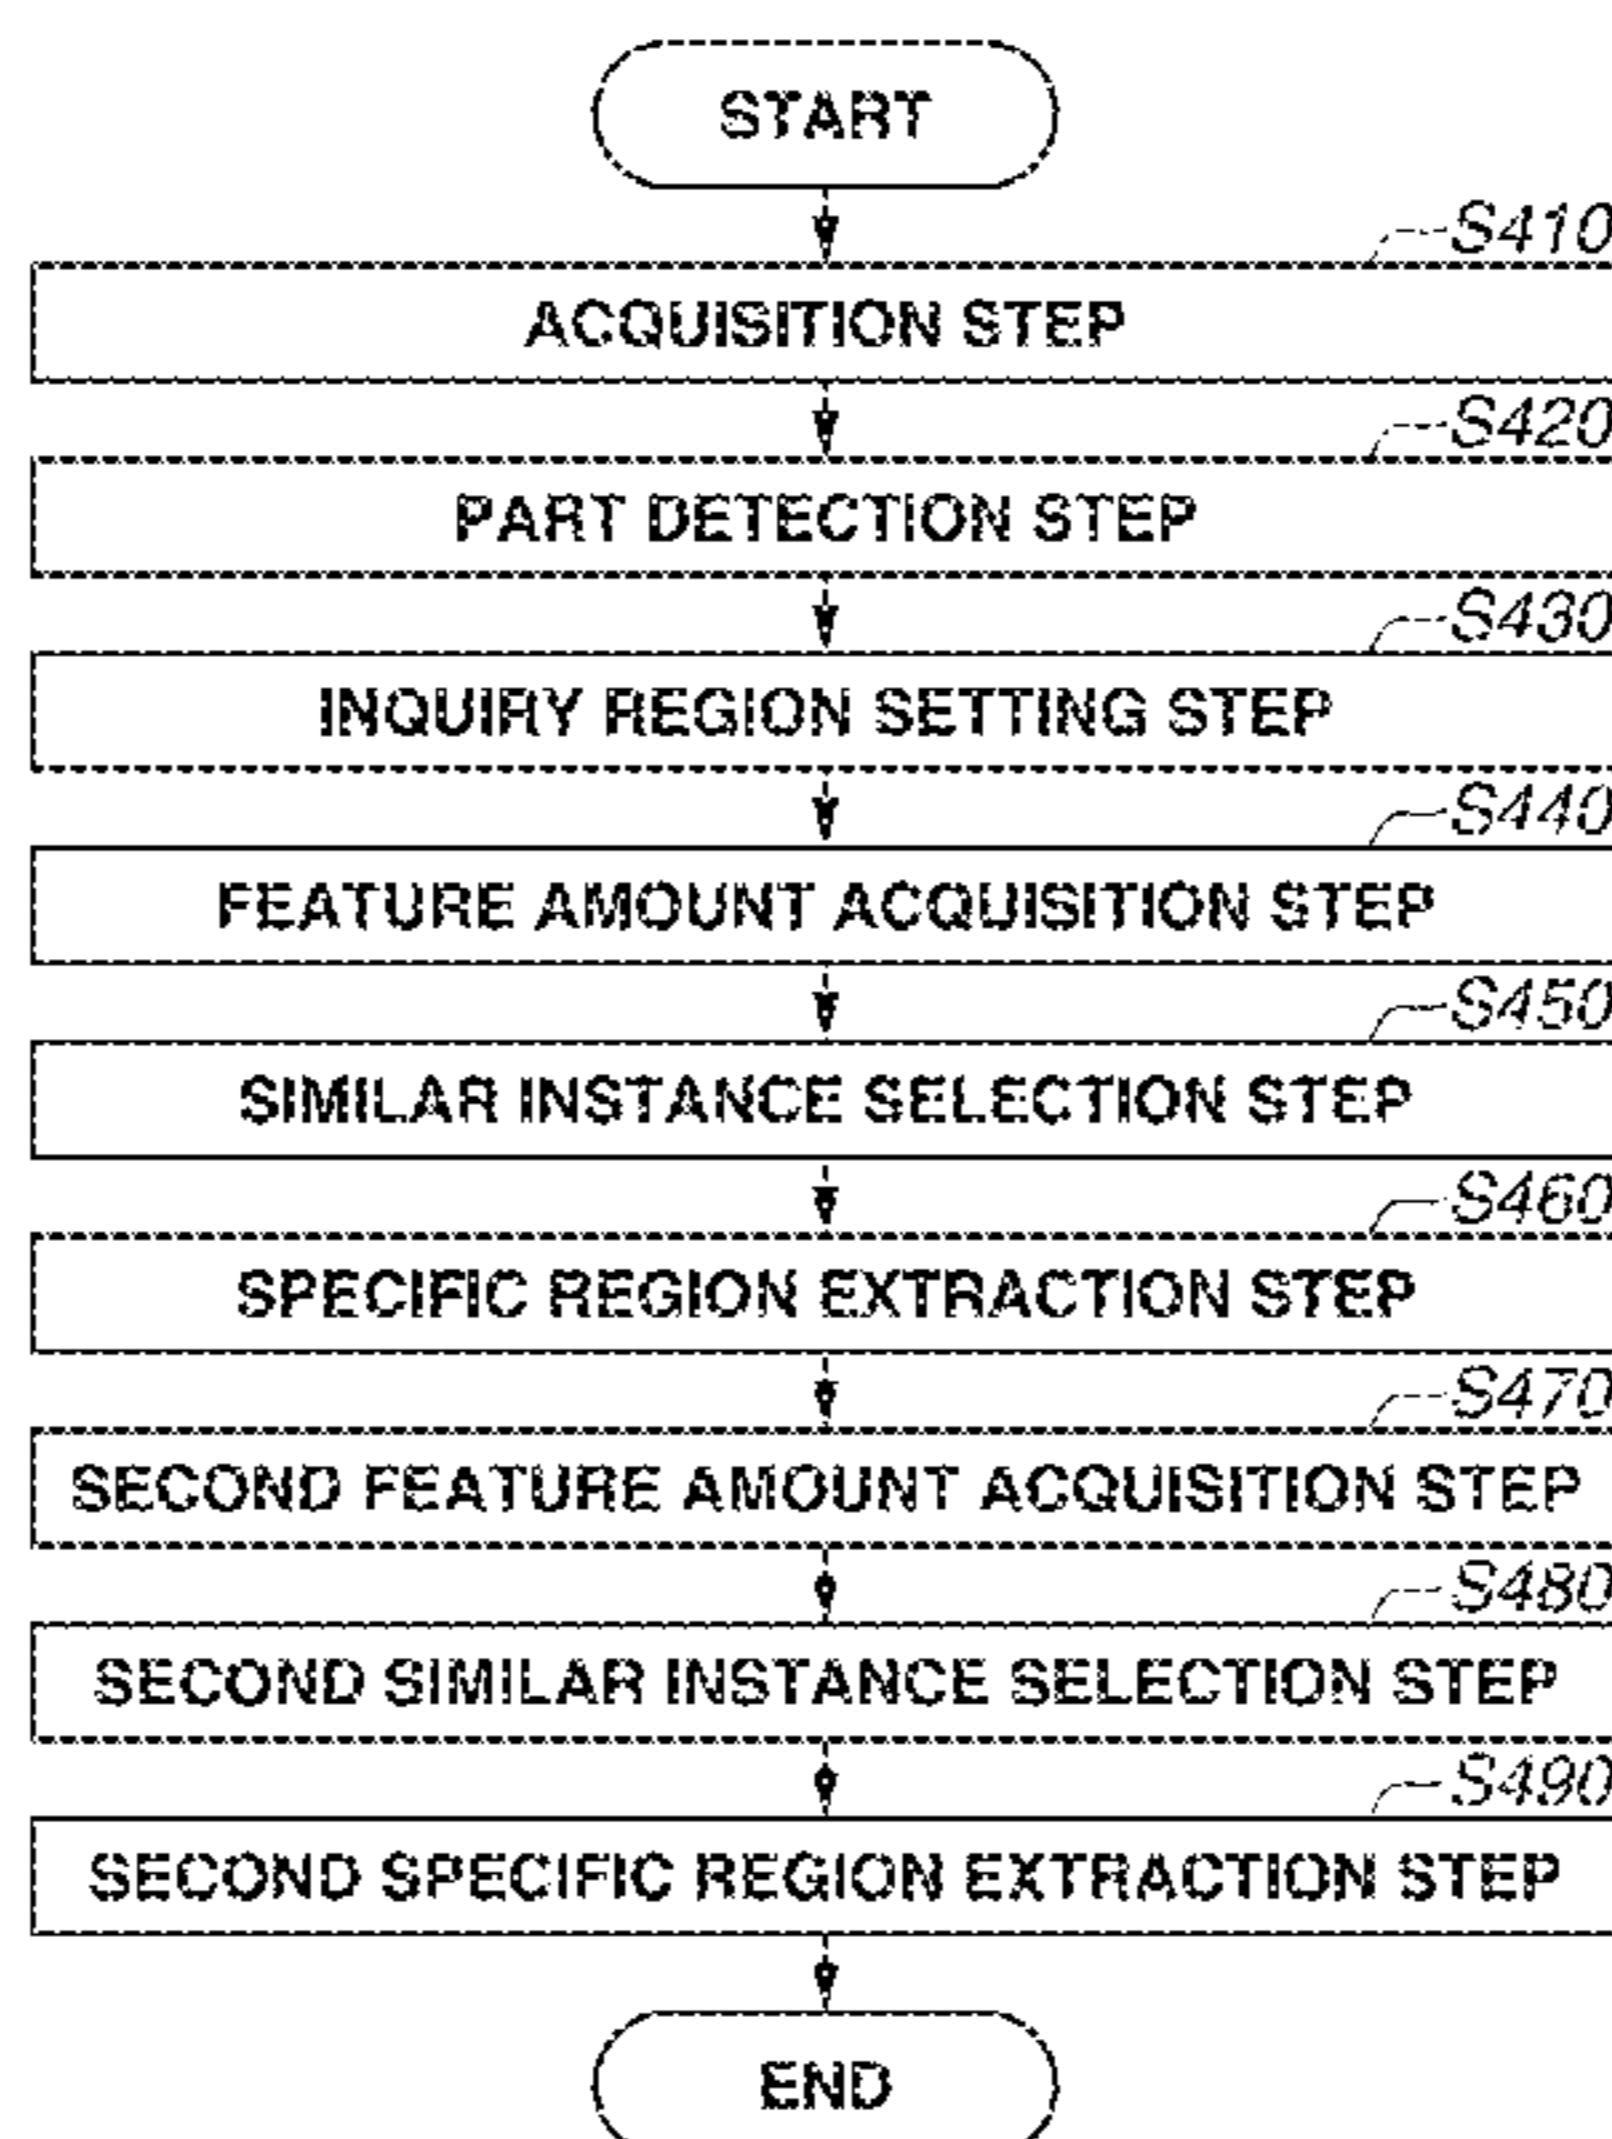 START
S410
ACQUISITION STEP
S420
PART DETECTION STEP
S430
INQUIRY REGION SETTING STEP
S440
FEATURE AMOUNT ACQUISITION STEP
S450
SIMILAR INSTANCE SELECTION STEP
S460
SPECIFIC REGION EXTRACTION STEP
S470
SECOND FEATURE AMOUNT ACQUISITION STEP
S480
SECOND SIMILAR INSTANCE SELECTION STEP
S490
SECOND SPECIFIC REGION EXTRACTION STEP
END